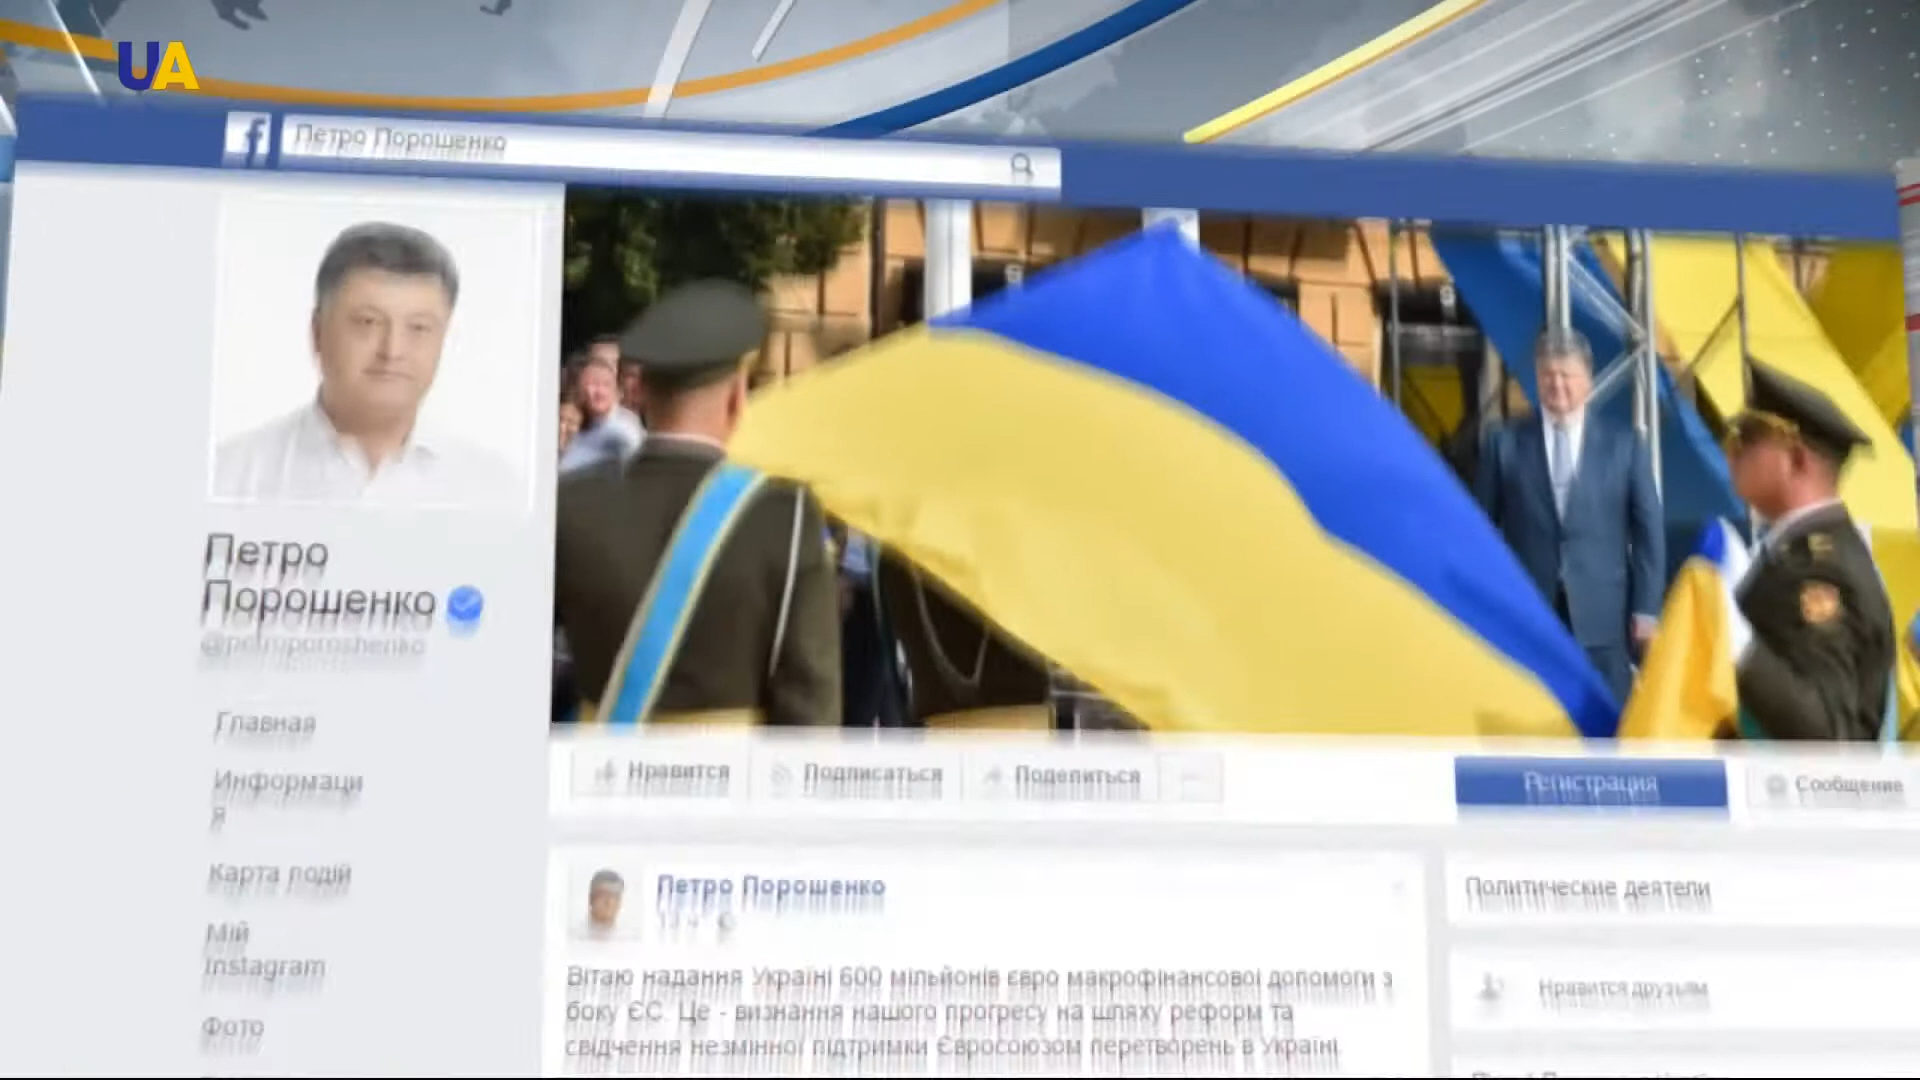 UA
Петро Порошенко
Петро
Порошенко
@petroporoshenko
Главная
Информаци
я
Карта подій
Мій
Instagram
Фото
Нравится
Подписаться
Поделиться
Регистрация
Сообщение
Петро Порошенко
Вітаю надання Україні 600 мільйонів євро макрофінансової допомоги з
боку ЄС. Це - визнання нашого прогресу на шляху реформ та
свідчення незмінної підтримки Євросоюзом перетворень в Україні.
Политические деятели
Нравится друзьям